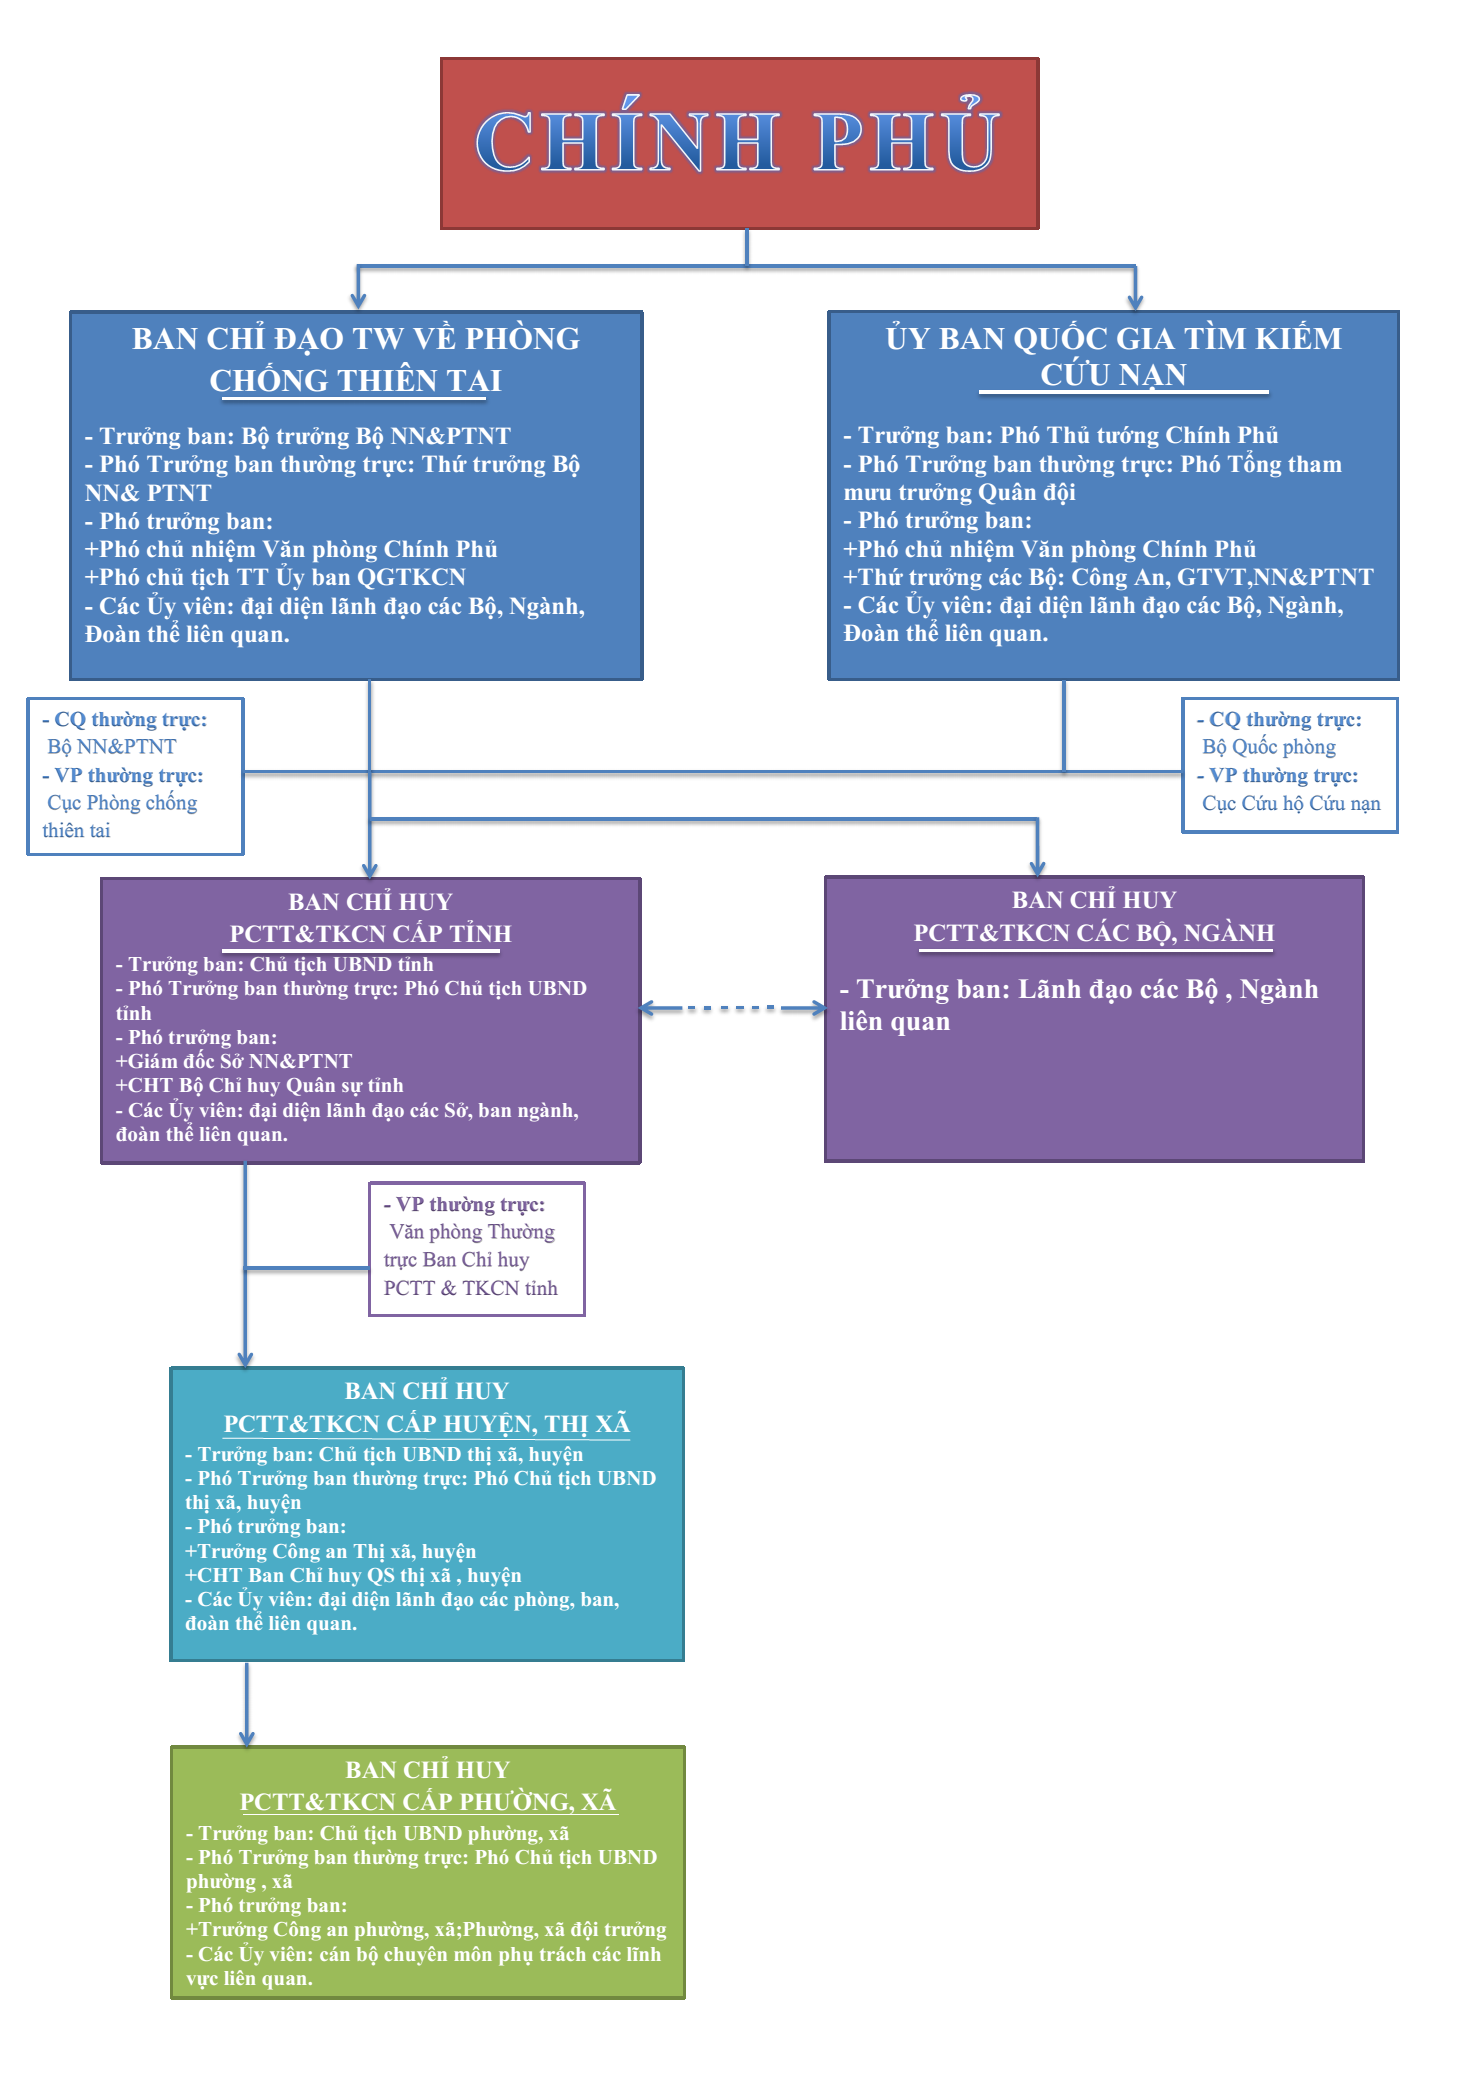 CHÍNH PHỦ
BAN CHỈ ĐẠO TW VỀ PHÒNG
CHỐNG THIÊN TAI
- Trưởng ban: Bộ trưởng Bộ NN&PTNT
- Phó Trưởng ban thường trực: Thứ trưởng Bộ
NN& PTNT
- Phó trưởng ban:
+Phó chủ nhiệm Văn phòng Chính Phủ
+Phó chủ tịch TT Ủy ban QGTKCN
- Các Ủy viên: đại diện lãnh đạo các Bộ, Ngành,
Đoàn thể liên quan.
ỦY BAN QUỐC GIA TÌM KIẾM
CỨU NẠN
- Trưởng ban: Phó Thủ tướng Chính Phủ
- Phó Trưởng ban thường trực: Phó Tổng tham
mưu trưởng Quân đội
- Phó trưởng ban:
+Phó chủ nhiệm Văn phòng Chính Phủ
+Thứ trưởng các Bộ: Công An, GTVT,NN&PTNT
- Các Ủy viên: đại diện lãnh đạo các Bộ, Ngành,
Đoàn thể liên quan.
- CQ thường trực:
Bộ NN&PTNT
- VP thường trực:
Cục Phòng chống
thiên tai
- CQ thường trực:
Bộ Quốc phòng
- VP thường trực:
Cục Cứu hộ Cứu nạn
BAN CHỈ HUY
PCTT&TKCN CẤP TỈNH
- Trưởng ban: Chủ tịch UBND tỉnh
- Phó Trưởng ban thường trực: Phó Chủ tịch UBND
tỉnh
- Phó trưởng ban:
+Giám đốc Sở NN&PTNT
+CHT Bộ Chỉ huy Quân sự tỉnh
- Các Ủy viên: đại diện lãnh đạo các Sở, ban ngành,
đoàn thể liên quan.
BAN CHỈ HUY
PCTT&TKCN CÁC BỘ, NGÀNH
- Trưởng ban: Lãnh đạo các Bộ , Ngành
liên quan
- VP thường trực:
Văn phòng Thường
trực Ban Chỉ huy
PCTT & TKCN tỉnh
BAN CHỈ HUY
PCTT&TKCN CẤP HUYỆN, THỊ XÃ
- Trưởng ban: Chủ tịch UBND thị xã, huyện
- Phó Trưởng ban thường trực: Phó Chủ tịch UBND
thị xã, huyện
- Phó trưởng ban:
+Trưởng Công an Thị xã, huyện
+CHT Ban Chỉ huy QS thị xã , huyện
- Các Ủy viên: đại diện lãnh đạo các phòng, ban,
đoàn thể liên quan.
BAN CHỈ HUY
PCTT&TKCN CẤP PHƯỜNG, XÃ
- Trưởng ban: Chủ tịch UBND phường, xã
- Phó Trưởng ban thường trực: Phó Chủ tịch UBND
phường , xã
- Phó trưởng ban:
+Trưởng Công an phường, xã;Phường, xã đội trưởng
- Các Ủy viên: cán bộ chuyên môn phụ trách các lĩnh
vực liên quan.